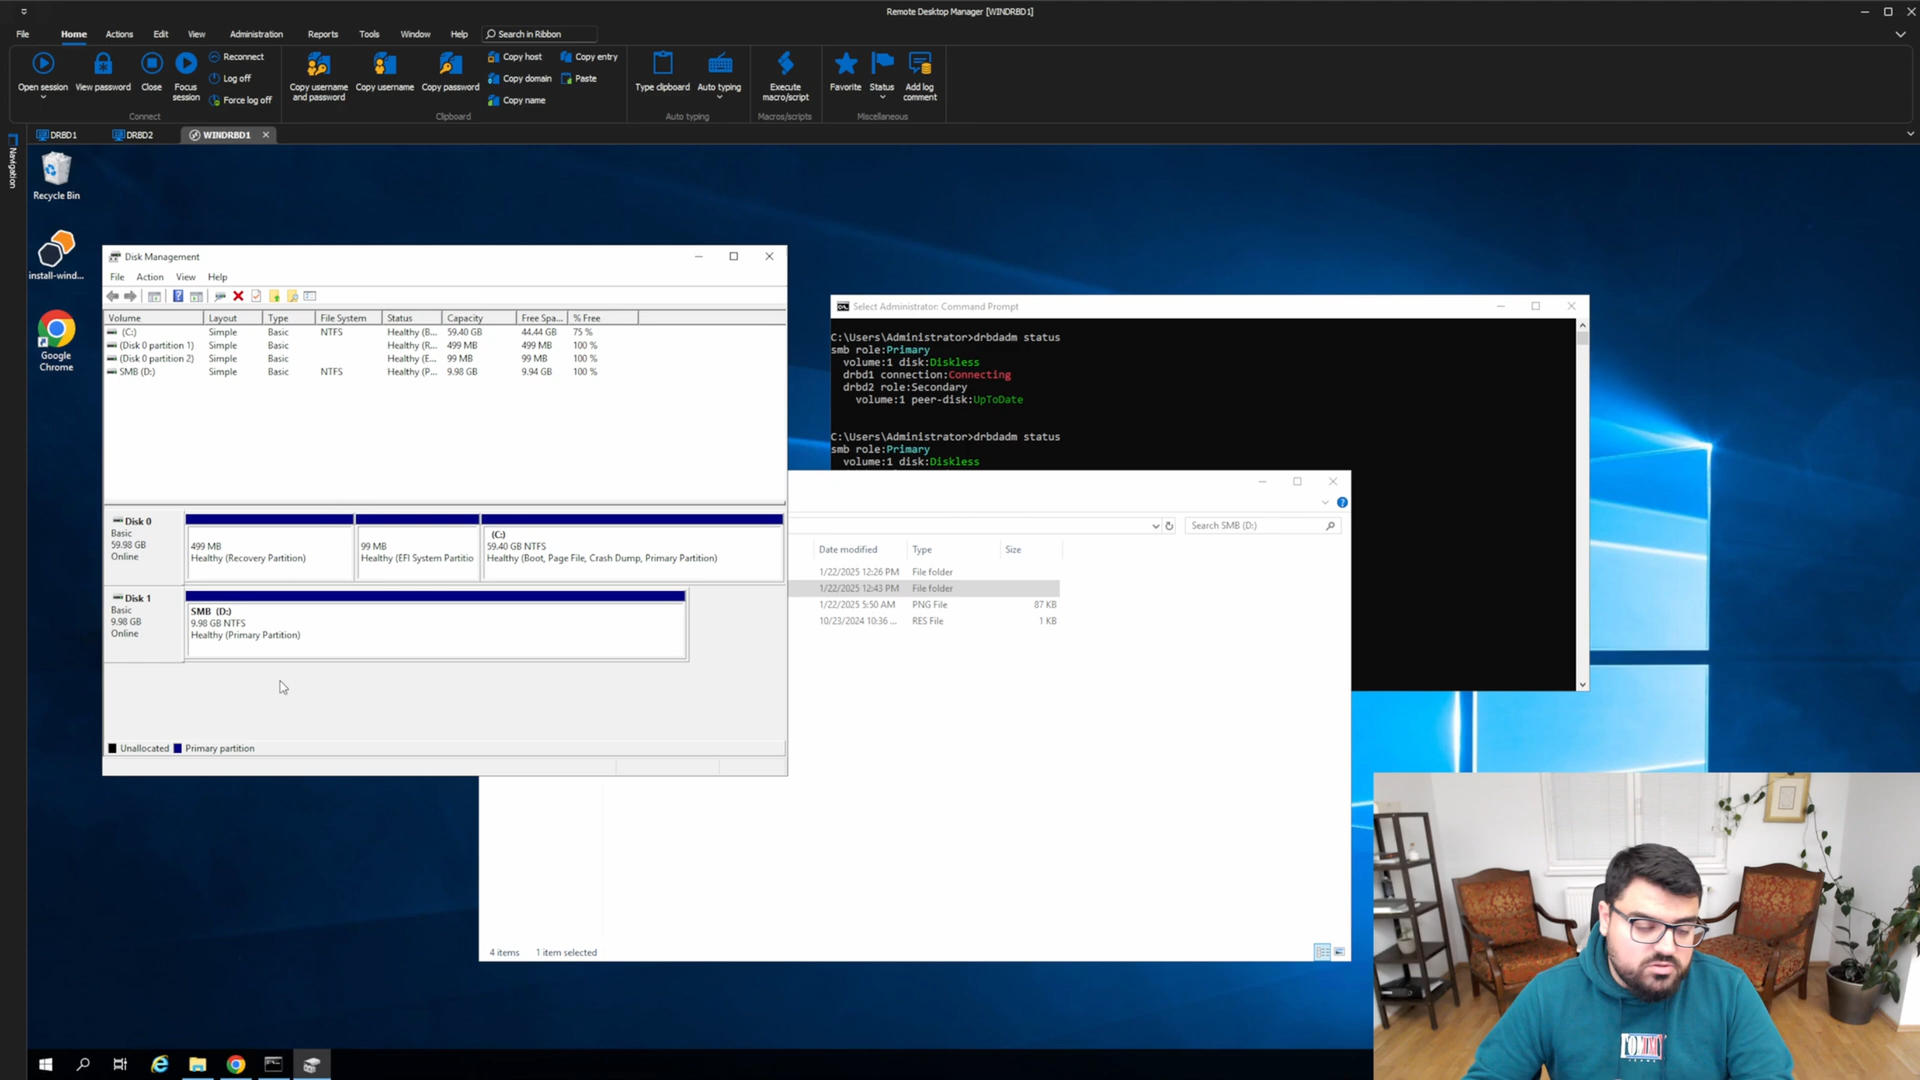 Remote Desktop Manager [WINDRBD1]
File Home Actions Edit View Administration Reports Tools Window Help Search in Ribbon
Open session
View password
Close
Focus session
Reconnect
Log off
Force log off
Copy username and password
Copy username
Copy password
Copy host
Copy domain
Copy name
Copy entry
Paste
Type clipboard
Auto typing
Execute macro/script
Favorite
Status
Add log comment
Connect
Clipboard
Auto typing
Macros/scripts
Miscellaneous
DRBD1 DRBD2 WINDRBD1
Navigation
Recycle Bin
install-wind...
Google Chrome
Disk Management
File Action View Help
Volume Layout Type File System Status Capacity Free Spa... % Free
(C:) Simple Basic NTFS Healthy (B... 59.40 GB 44.44 GB 75 %
(Disk 0 partition 1) Simple Basic Healthy (R... 499 MB 499 MB 100 %
(Disk 0 partition 2) Simple Basic Healthy (E... 99 MB 99 MB 100 %
SMB (D:) Simple Basic NTFS Healthy (P... 9.98 GB 9.94 GB 100 %
Disk 0
Basic
59.98 GB
Online
499 MB
Healthy (Recovery Partition)
99 MB
Healthy (EFI System Partitio
(C:)
59.40 GB NTFS
Healthy (Boot, Page File, Crash Dump, Primary Partition)
Disk 1
Basic
9.98 GB
Online
SMB (D:)
9.98 GB NTFS
Healthy (Primary Partition)
Unallocated Primary partition
Select Administrator: Command Prompt
C:\Users\Administrator>drbdadm status
smb role:Primary
volume:1 disk:Diskless
drbd1 connection:Connecting
drbd2 role:Secondary
volume:1 peer-disk:UpToDate
C:\Users\Administrator>drbdadm status
smb role:Primary
volume:1 disk:Diskless
Search SMB (D:)
Date modified Type Size
1/22/2025 12:26 PM File folder
1/22/2025 12:43 PM File folder
1/22/2025 5:50 AM PNG File 87 KB
10/23/2024 10:36 ... RES File 1 KB
4 items 1 item selected
TOMMY
JEANS